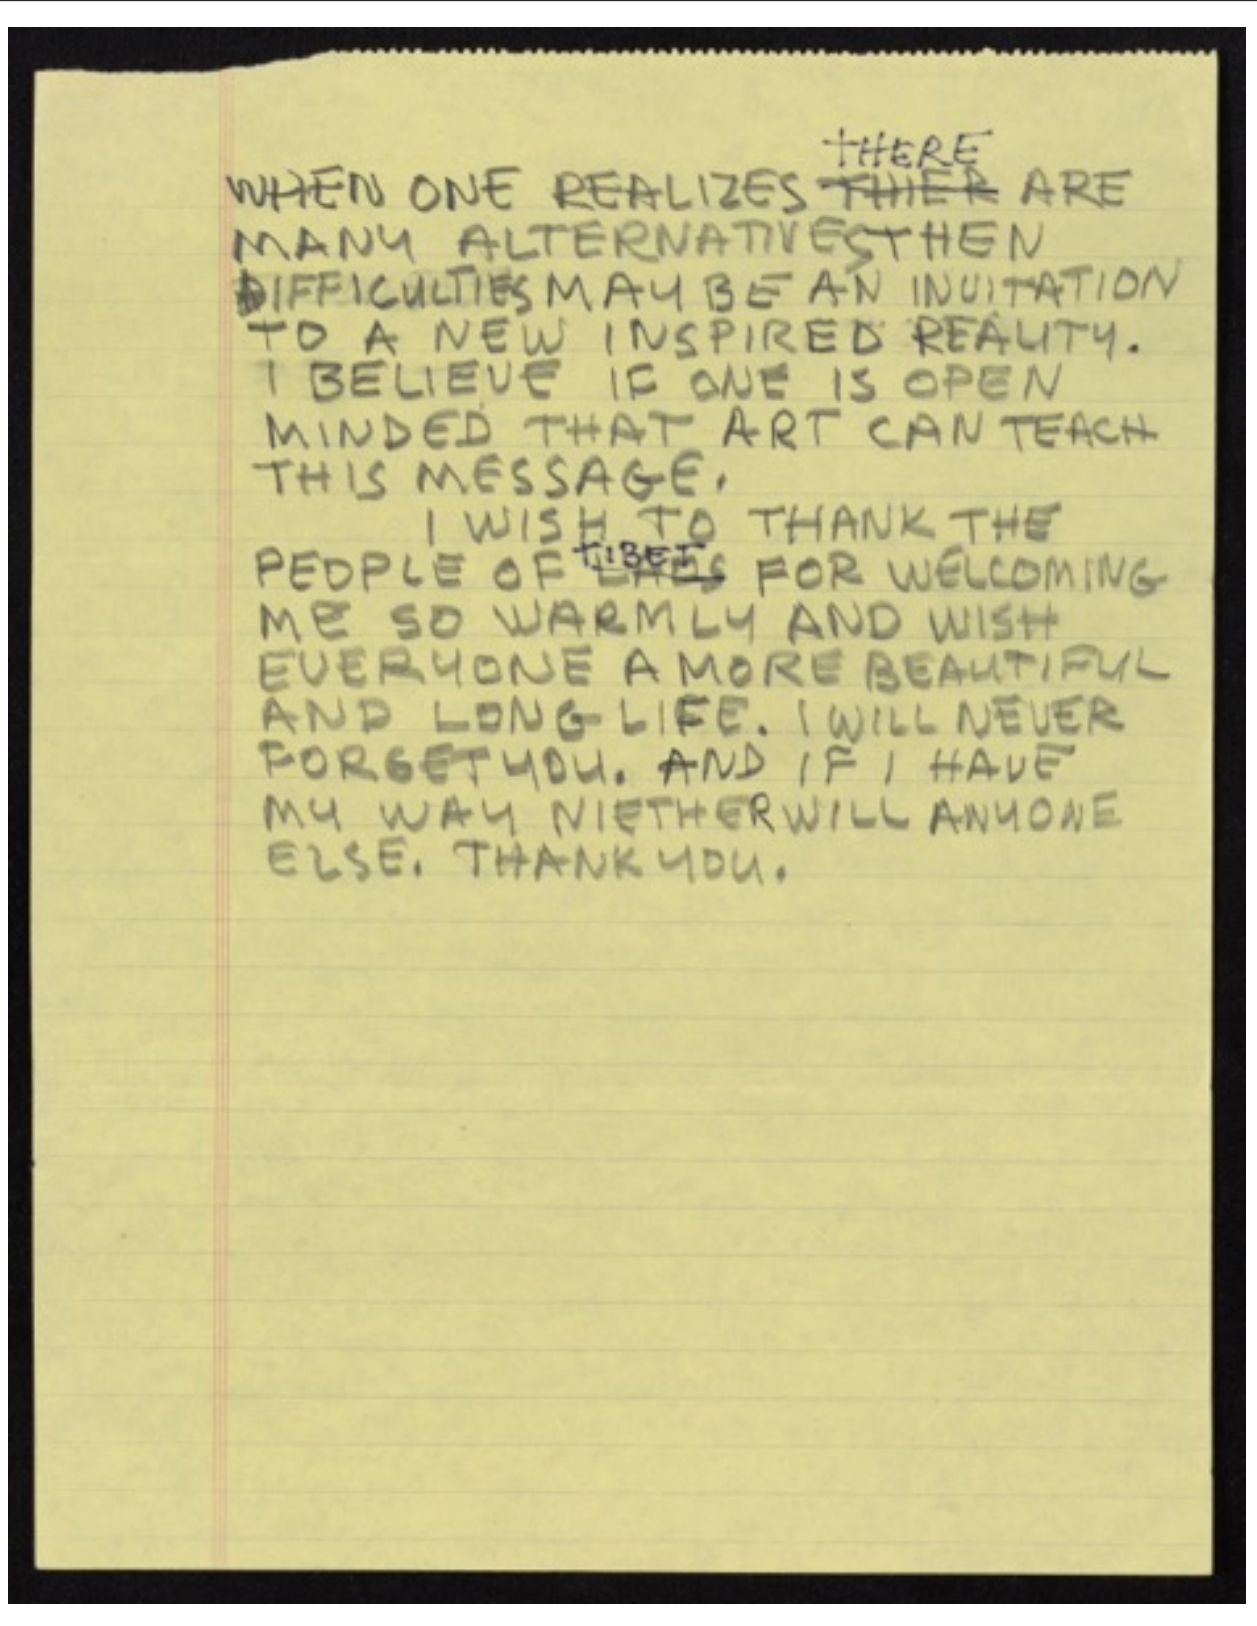 THERE
WHEN ONE REALIZES THIER ARE
MANY ALTERNATIVES, THEN
DIFFICULTIES MAY BE AN INVITATION
TO A NEW INSPIRED REALITY.
I BELIEVE IF ONE IS OPEN
MINDED THAT ART CAN TEACH
THIS MESSAGE.
I WISH TO THANK THE
TIBET
PEOPLE OF LAOS FOR WELCOMING
ME SO WARMLY AND WISH
EVERYONE A MORE BEAUTIFUL
AND LONG LIFE. I WILL NEVER
FORGET YOU. AND IF I HAVE
MY WAY NIETHER WILL ANYONE
ELSE. THANK YOU.